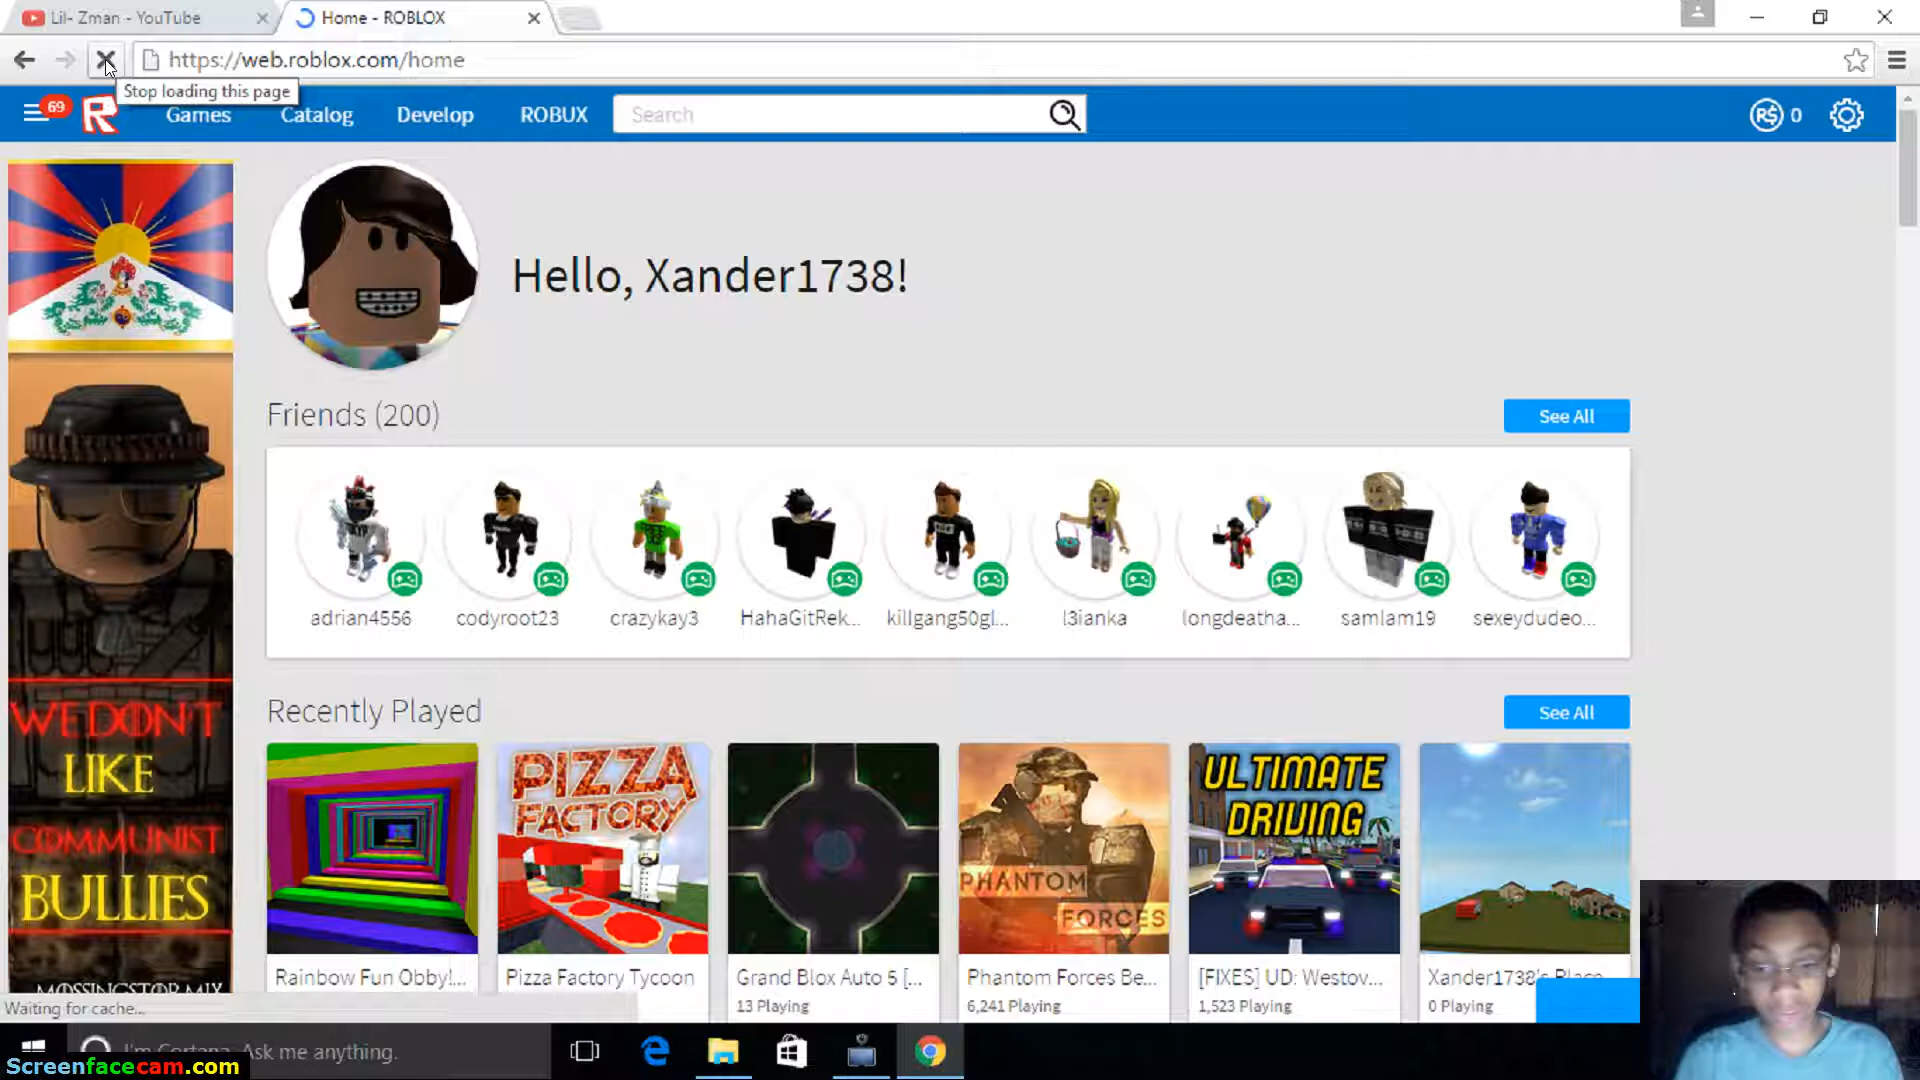 Lil- Zman - YouTube
Home - ROBLOX
https://web.roblox.com/home
Stop loading this page
69
R
Games
Catalog
Develop
ROBUX
Search
R$ 0
Hello, Xander1738!
Friends (200)
See All
adrian4556
codyroot23
crazykay3
HahaGitRek...
killgang50gl...
l3ianka
longdeatha...
samlam19
sexeydudeo...
Recently Played
See All
WE DON'T
LIKE
COMMUNIST
BULLIES
PIZZA
FACTORY
PHANTOM
FORCES
ULTIMATE
DRIVING
Rainbow Fun Obby!...
Pizza Factory Tycoon
Grand Blox Auto 5 [...
13 Playing
Phantom Forces Be...
6,241 Playing
[FIXES] UD: Westov...
1,523 Playing
Xander1738's Place
0 Playing
Waiting for cache...
I'm Cortana. Ask me anything.
Screenfacecam.com